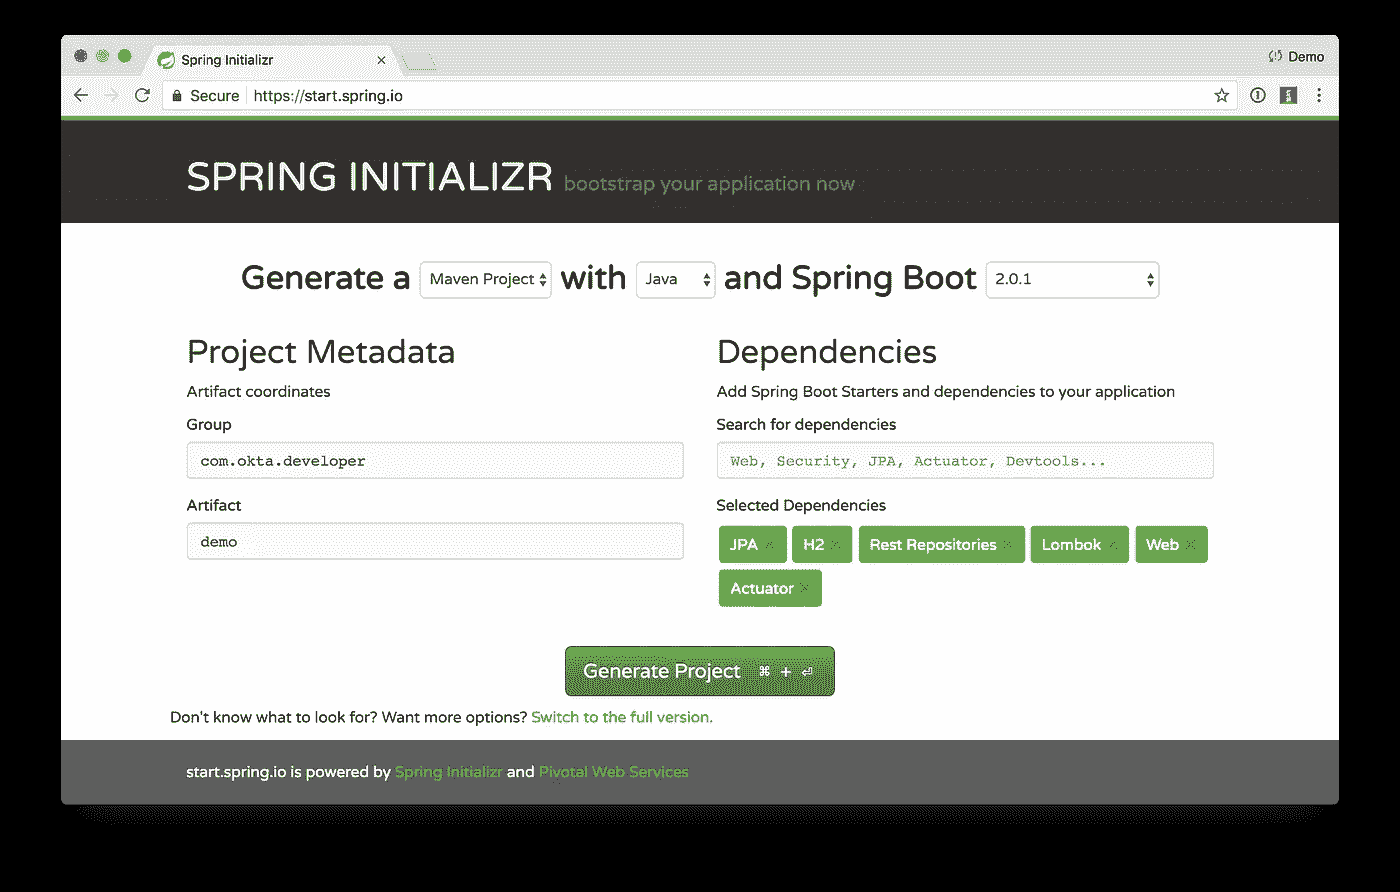 Spring Initializr
Demo
Secure https://start.spring.io
SPRING INITIALIZR bootstrap your application now
Generate a Maven Project with Java and Spring Boot 2.0.1
Project Metadata
Artifact coordinates
Group
com.okta.developer
Artifact
demo
Dependencies
Add Spring Boot Starters and dependencies to your application
Search for dependencies
Web, Security, JPA, Actuator, Devtools...
Selected Dependencies
JPA × H2 × Rest Repositories × Lombok × Web ×
Actuator ×
Generate Project ⌘ + ⏎
Don't know what to look for? Want more options? Switch to the full version.
start.spring.io is powered by Spring Initializr and Pivotal Web Services